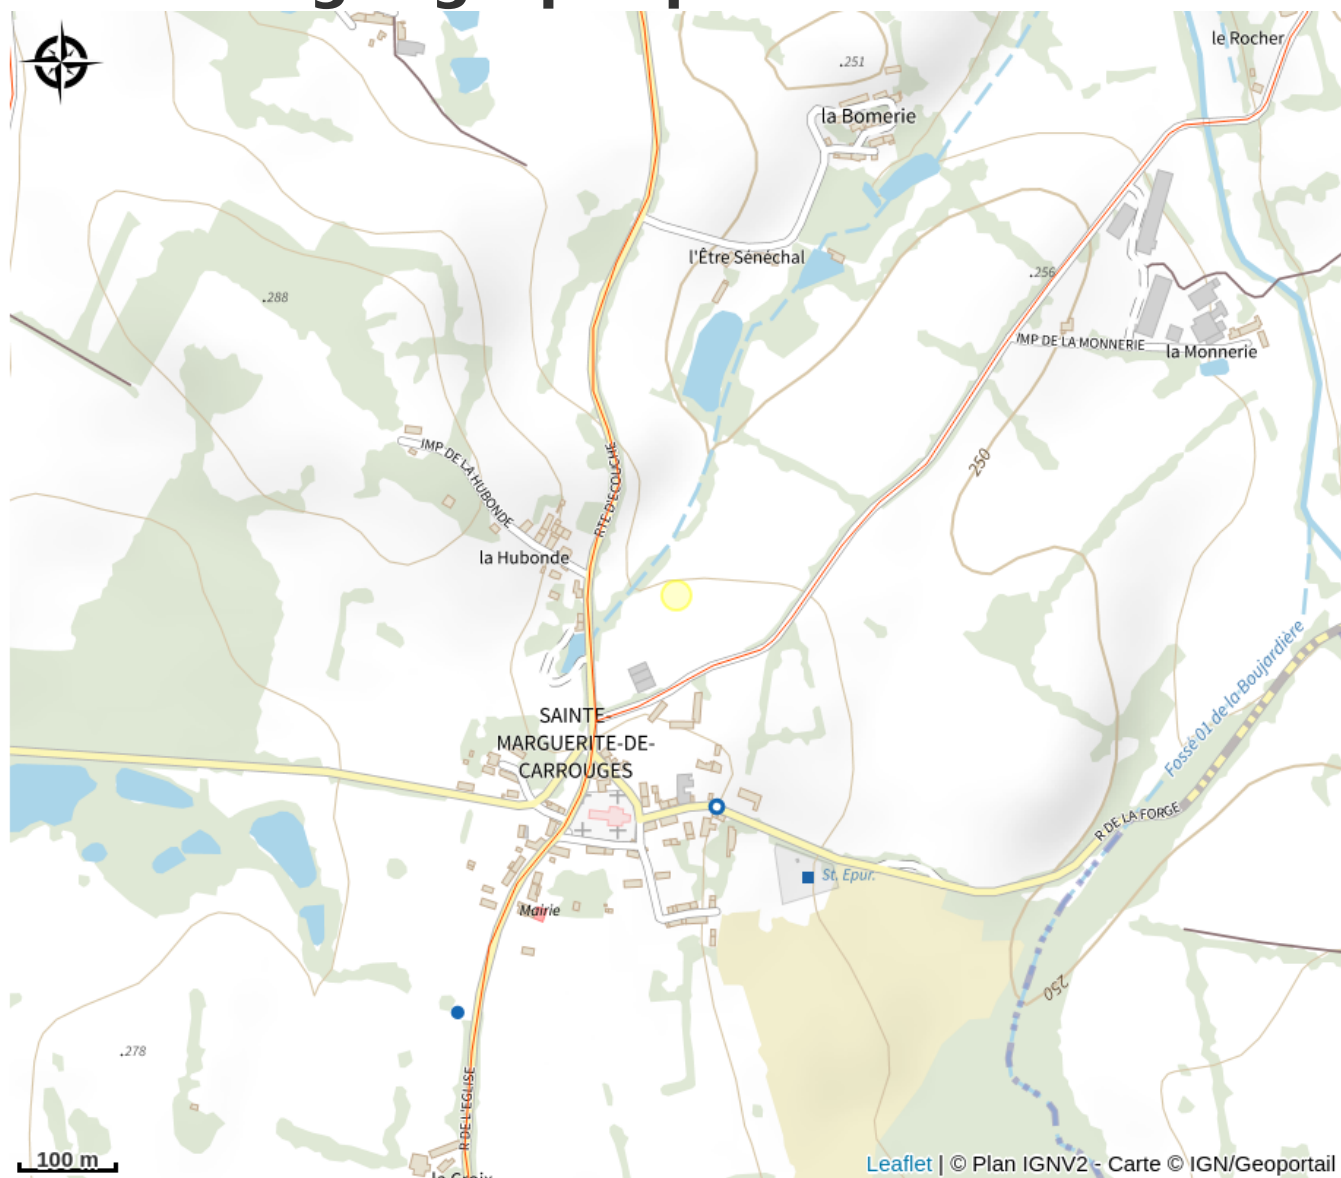 le Rocher
.251
la Bomerie
l'Être Sénéchal
.256
.288
IMP DE LA MONNERIE
la Monnerie
IMP DE LA HUBONDE
RTE D'ECOUCHE
250
la Hubonde
Fossé 01 de la Boujardière
SAINTE-
MARGUERITE-DE-
CARROUGES
R DE LA FORGE
St. Epur.
Mairie
250
.278
R DE L'EGLISE
la Croix
100 m
Leaflet | © Plan IGNV2 - Carte © IGN/Geoportail